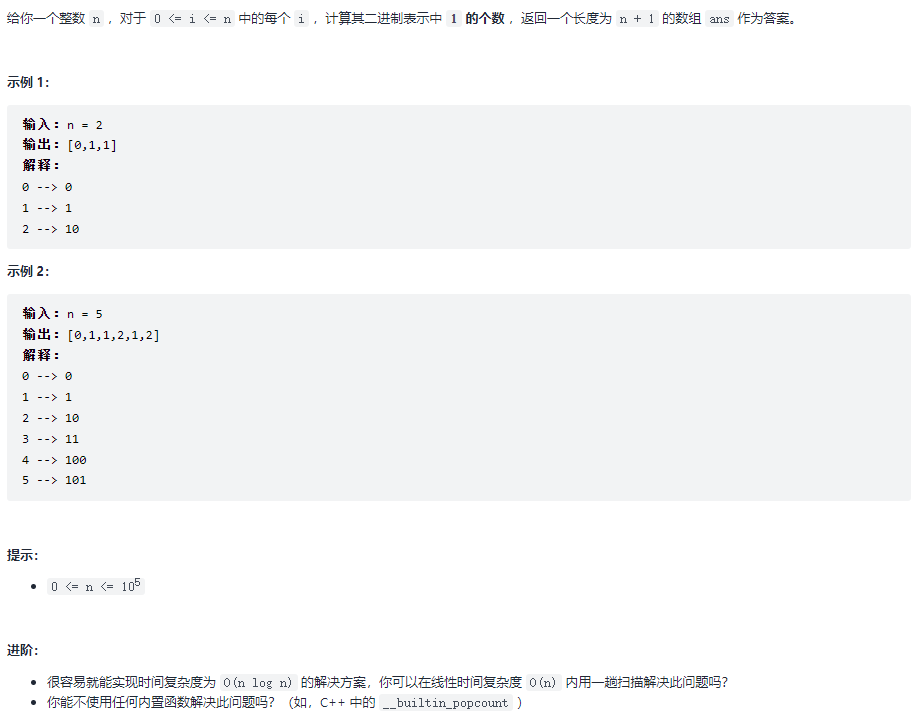 给你一个整数 n ，对于 0 <= i <= n 中的每个 i ，计算其二进制表示中 1 的个数 ，返回一个长度为 n + 1 的数组 ans 作为答案。
示例 1：
输入：n = 2
输出：[0,1,1]
解释：
0 --> 0
1 --> 1
2 --> 10
示例 2：
输入：n = 5
输出：[0,1,1,2,1,2]
解释：
0 --> 0
1 --> 1
2 --> 10
3 --> 11
4 --> 100
5 --> 101
提示：
• 0 <= n <= 10⁵
进阶：
• 很容易就能实现时间复杂度为 O(n log n) 的解决方案，你可以在线性时间复杂度 O(n) 内用一趟扫描解决此问题吗？
• 你能不使用任何内置函数解决此问题吗？（如，C++ 中的 __builtin_popcount ）